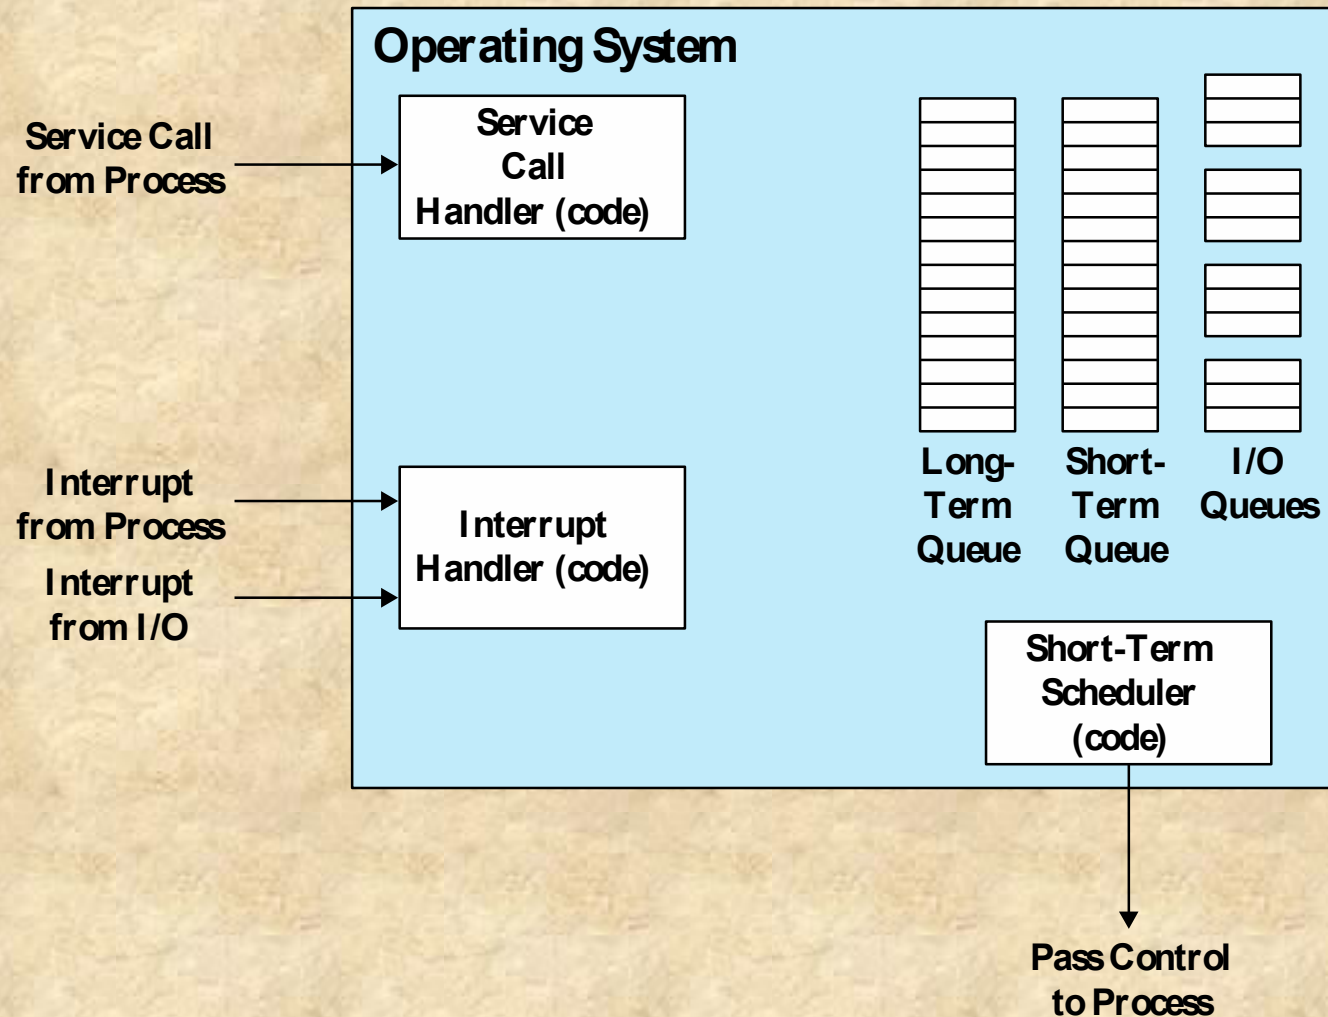 Operating System
Service Call
from Process
Service
Call
Handler (code)
Interrupt
from Process
Interrupt
from I/O
Interrupt
Handler (code)
Long-
Term
Queue
Short-
Term
Queue
I/O
Queues
Short-Term
Scheduler
(code)
Pass Control
to Process